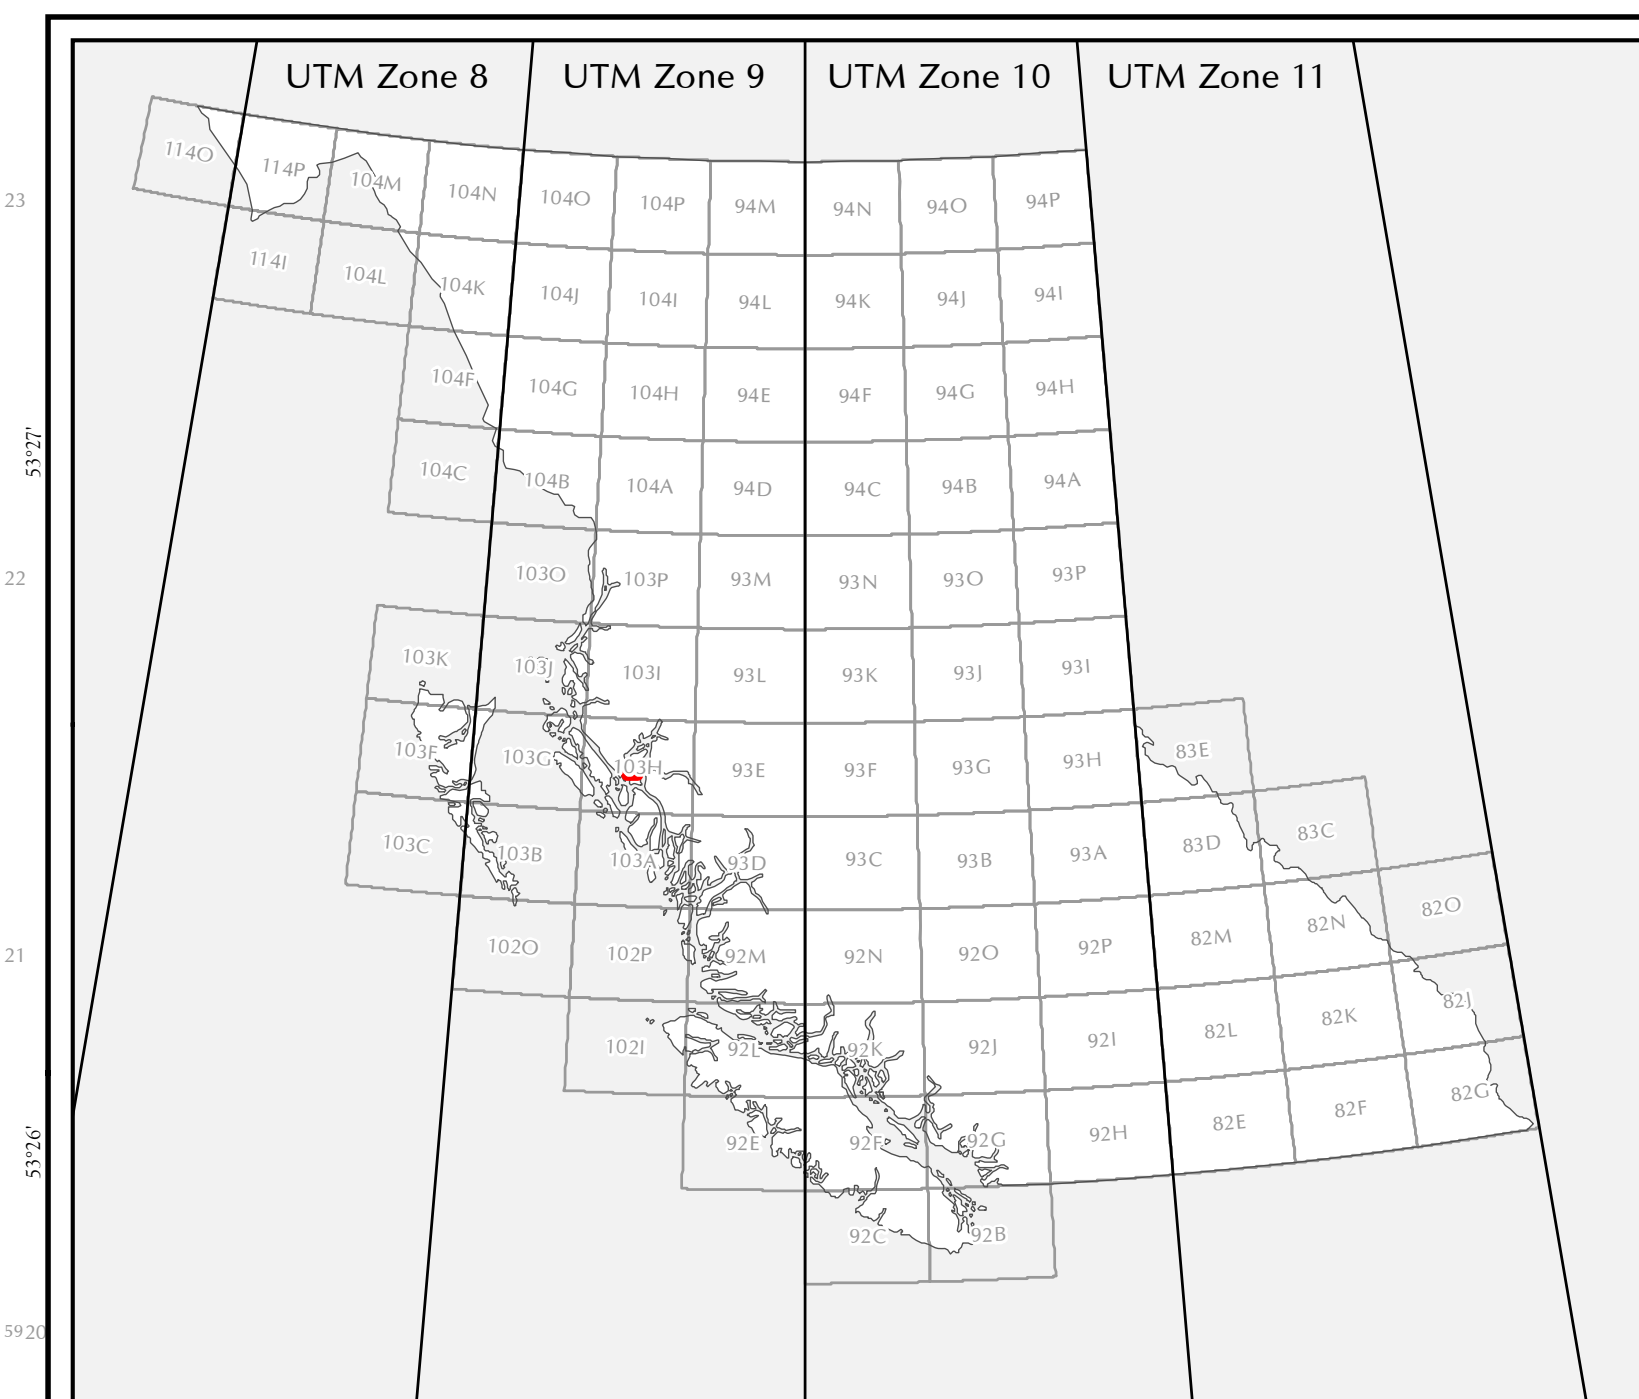 UTM Zone 8 UTM Zone 9 UTM Zone 10 UTM Zone 11
114O 114P 104M 104N 104O 104P 94M 94N 94O 94P
23
114I 104L 104K 104J 104I 94L 94K 94J 94I
104F 104G 104H 94E 94F 94G 94H
53°27'
104C 104B 104A 94D 94C 94B 94A
22
103O 103P 93M 93N 93O 93P
103K 103J 103I 93L 93K 93J 93I
103F 103G 103H 93E 93F 93G 93H 83E
103C 103B 103A 93D 93C 93B 93A 83D 83C
21
102O 102P 92M 92N 92O 92P 82M 82N 82O
102I 92L 92K 92J 92I 82L 82K 82J
53°26'
92E 92F 92G 92H 82E 82F 82G
92C 92B
5920